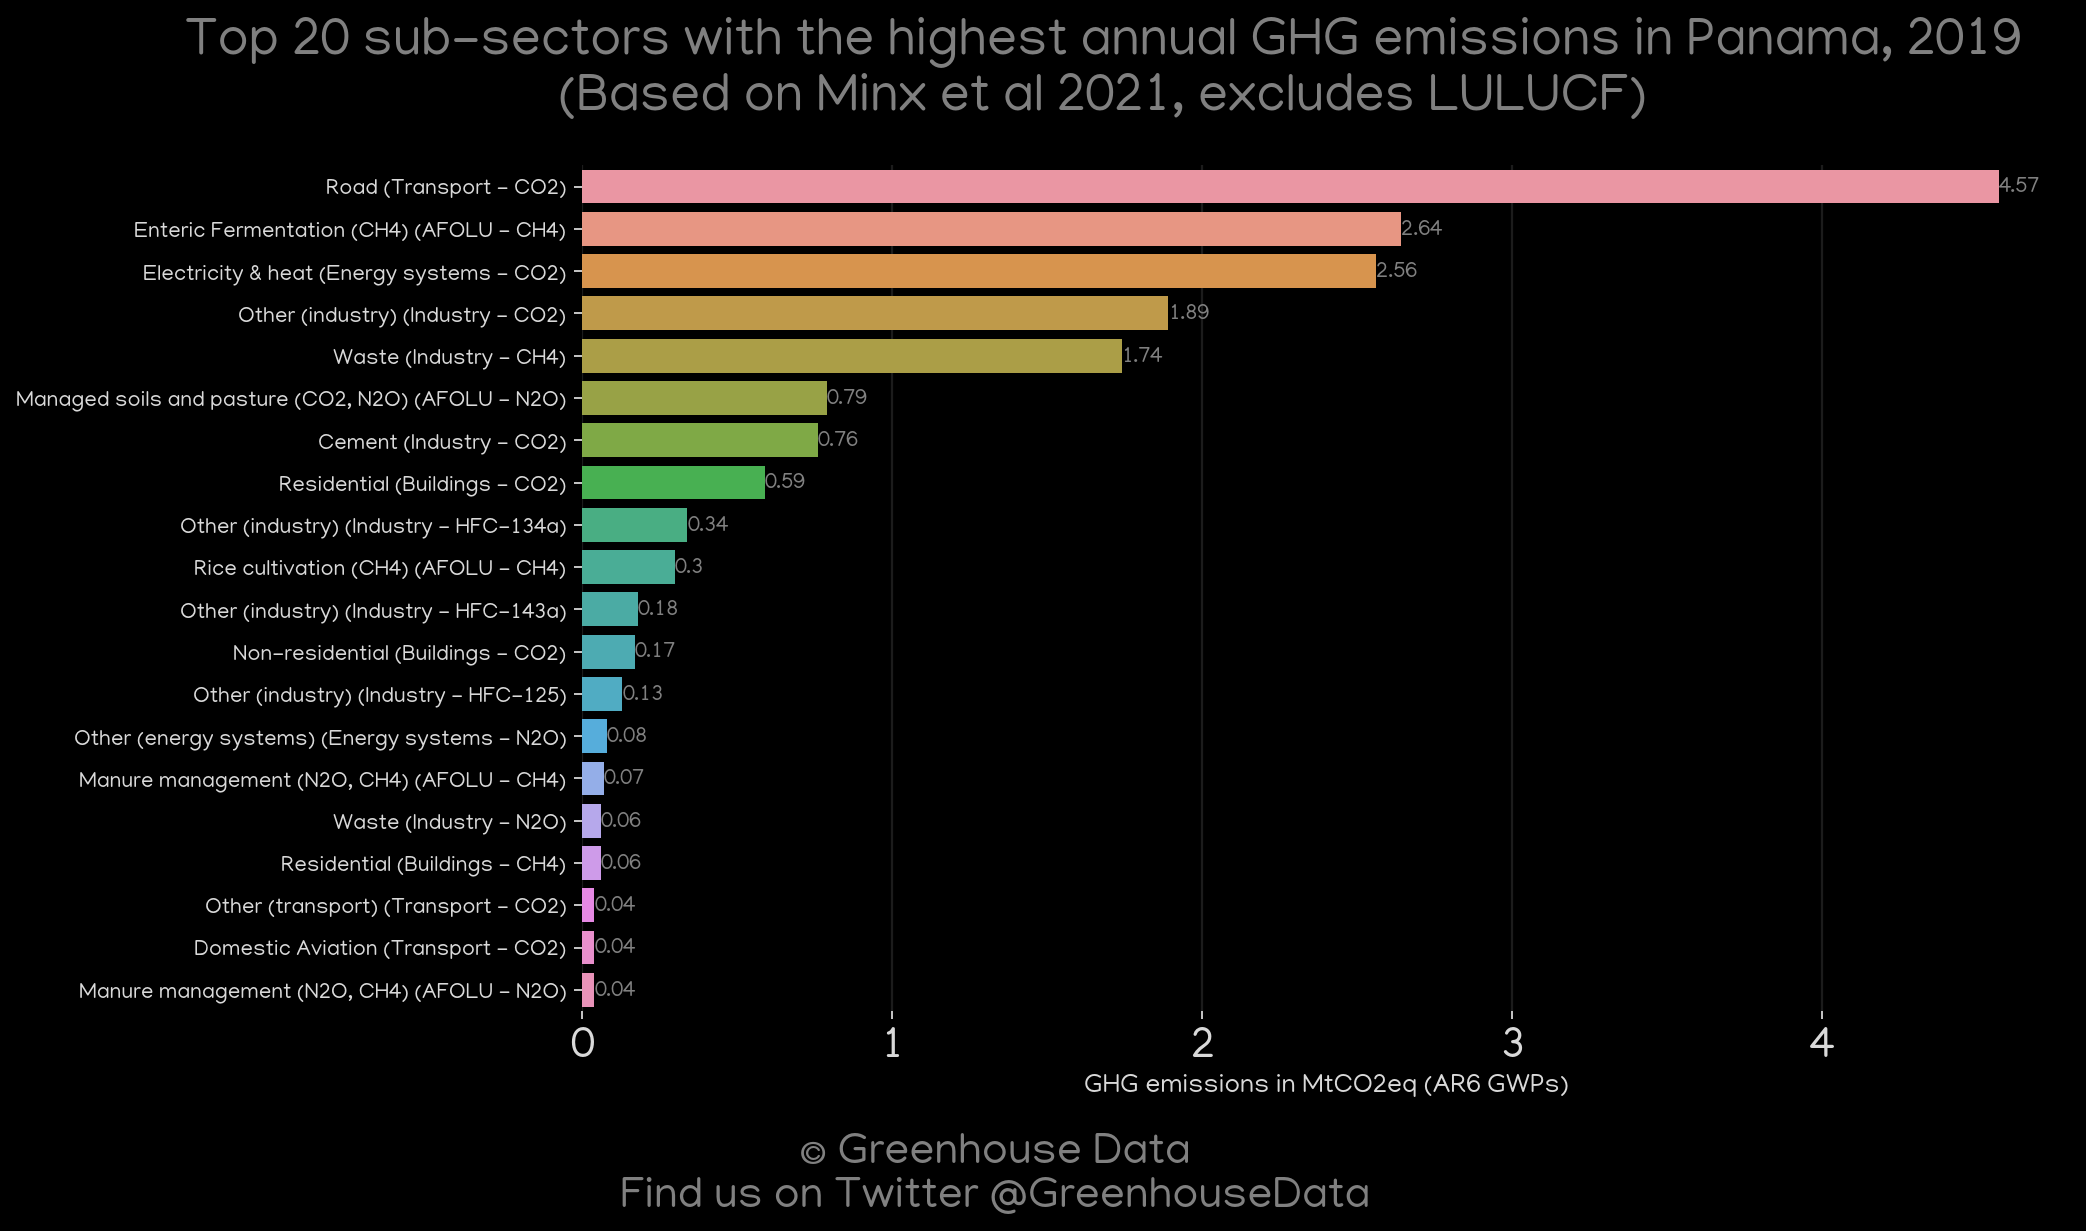 Top 20 sub-sectors with the highest annual GHG emissions in Panama, 2019
(Based on Minx et al 2021, excludes LULUCF)
Road (Transport - CO2) 4.57
Enteric Fermentation (CH4) (AFOLU - CH4) 2.64
Electricity & heat (Energy systems - CO2) 2.56
Other (industry) (Industry - CO2) 1.89
Waste (Industry - CH4) 1.74
Managed soils and pasture (CO2, N2O) (AFOLU - N2O) 0.79
Cement (Industry - CO2) 0.76
Residential (Buildings - CO2) 0.59
Other (industry) (Industry - HFC-134a) 0.34
Rice cultivation (CH4) (AFOLU - CH4) 0.3
Other (industry) (Industry - HFC-143a) 0.18
Non-residential (Buildings - CO2) 0.17
Other (industry) (Industry - HFC-125) 0.13
Other (energy systems) (Energy systems - N2O) 0.08
Manure management (N2O, CH4) (AFOLU - CH4) 0.07
Waste (Industry - N2O) 0.06
Residential (Buildings - CH4) 0.06
Other (transport) (Transport - CO2) 0.04
Domestic Aviation (Transport - CO2) 0.04
Manure management (N2O, CH4) (AFOLU - N2O) 0.04
0 1 2 3 4
GHG emissions in MtCO2eq (AR6 GWPs)
© Greenhouse Data
Find us on Twitter @GreenhouseData